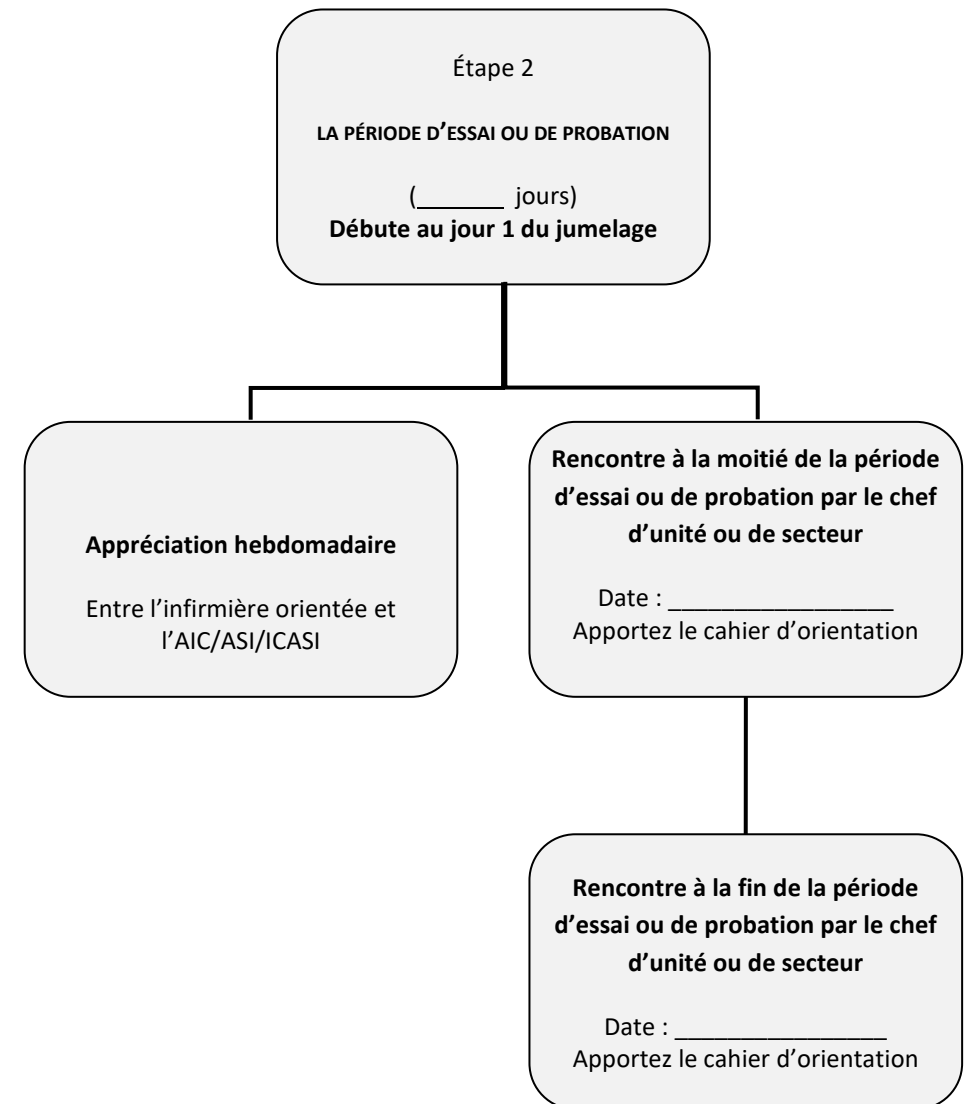 Étape 2
LA PÉRIODE D’ESSAI OU DE PROBATION
(_______ jours)
Débute au jour 1 du jumelage
Appréciation hebdomadaire
Entre l’infirmière orientée et
l’AIC/ASI/ICASI
Rencontre à la moitié de la période
d’essai ou de probation par le chef
d’unité ou de secteur
Date : _________________
Apportez le cahier d’orientation
Rencontre à la fin de la période
d’essai ou de probation par le chef
d’unité ou de secteur
Date : ________________
Apportez le cahier d’orientation